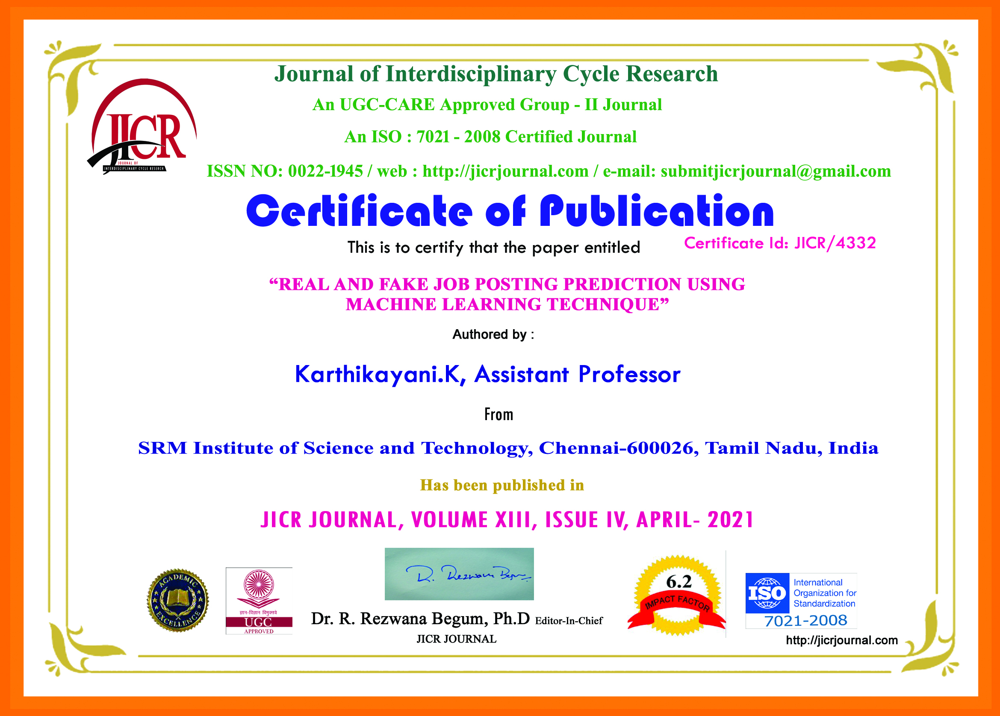 Journal of Interdisciplinary Cycle Research
An UGC-CARE Approved Group - II Journal
An ISO : 7021 - 2008 Certified Journal
JICR
JOURNAL OF
INTERDISCIPLINARY CYCLE RESERCH
ISSN NO: 0022-1945 / web : http://jicrjournal.com / e-mail: submitjicrjournal@gmail.com
Certificate of Publication
This is to certify that the paper entitled
Certificate Id: JICR/4332
“REAL AND FAKE JOB POSTING PREDICTION USING
MACHINE LEARNING TECHNIQUE”
Authored by :
Karthikayani.K, Assistant Professor
From
SRM Institute of Science and Technology, Chennai-600026, Tamil Nadu, India
Has been published in
JICR JOURNAL, VOLUME XIII, ISSUE IV, APRIL- 2021
ACADEMIC
EXCELLENCE
ज्ञान-विज्ञान विमुक्तये
UGC
APPROVED
R. Rezwana Begum
Dr. R. Rezwana Begum, Ph.D Editor-In-Chief
JICR JOURNAL
6.2
IMPACT FACTOR
ISO
International
Organization for
Standardization
7021-2008
http://jicrjournal.com